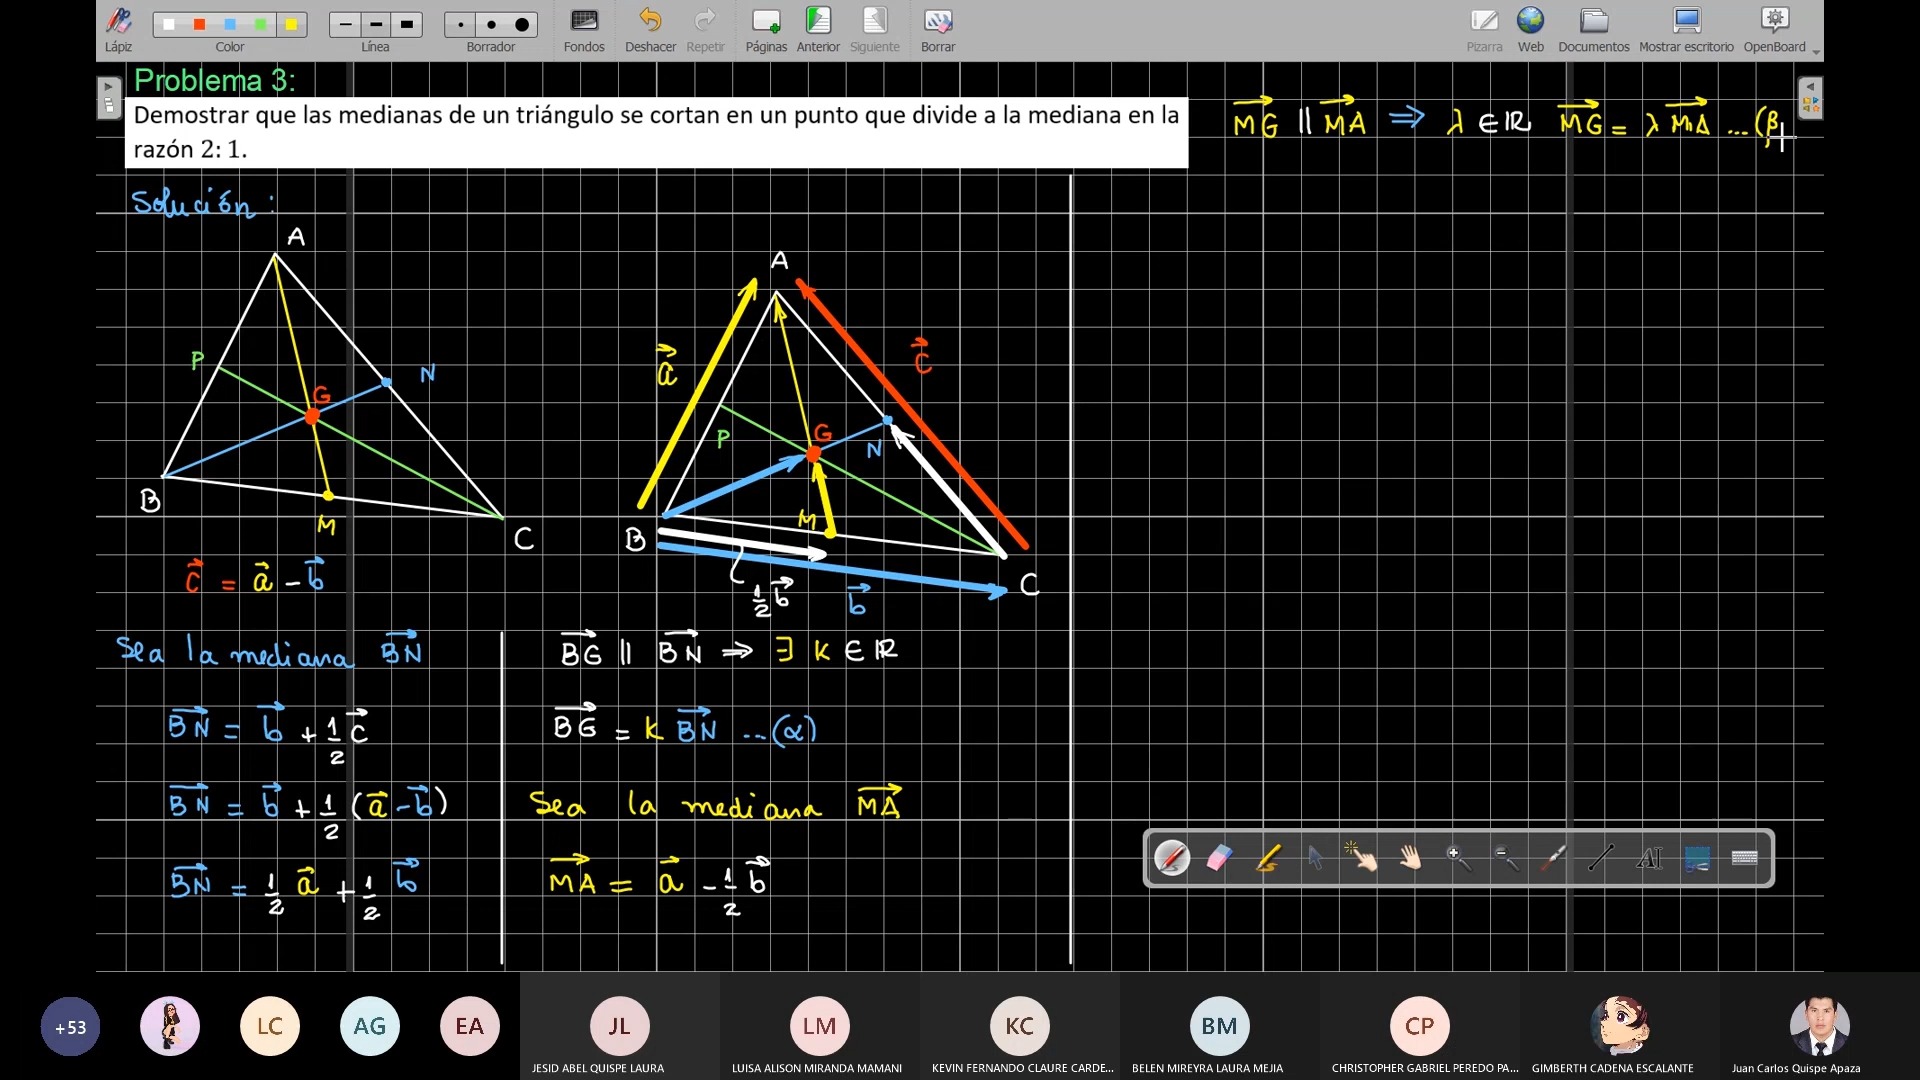 Lápiz
Color
Línea
Borrador
Fondos
Deshacer
Repetir
Páginas
Anterior
Siguiente
Borrar
Pizarra
Web
Documentos
Mostrar escritorio
OpenBoard
Problema 3:
Demostrar que las medianas de un triángulo se cortan en un punto que divide a la mediana en la
razón 2: 1.
Solución :
A
P
N
G
B
M
C
A
a⃗
c⃗
P
G
N
M
B
C
½ b⃗
b⃗
c⃗ = a⃗ - b⃗
Sea la mediana BN⃗
BN⃗ = b⃗ + ½ c⃗
BN⃗ = b⃗ + ½ (a⃗ - b⃗)
BN⃗ = ½ a⃗ + ½ b⃗
BG⃗ || BN⃗ ⇒ ∃ k ∈ ℝ
BG⃗ = k BN⃗ ...(α)
Sea la mediana MA⃗
MA⃗ = a⃗ - ½ b⃗
MG⃗ || MA⃗ ⇒ λ ∈ ℝ MG⃗ = λ MA⃗ ...(β
+53
LC
AG
EA
JL
LM
KC
BM
CP
JESID ABEL QUISPE LAURA
LUISA ALISON MIRANDA MAMANI
KEVIN FERNANDO CLAURE CARDE...
BELEN MIREYRA LAURA MEJIA
CHRISTOPHER GABRIEL PEREDO PA...
GIMBERTH CADENA ESCALANTE
Juan Carlos Quispe Apaza